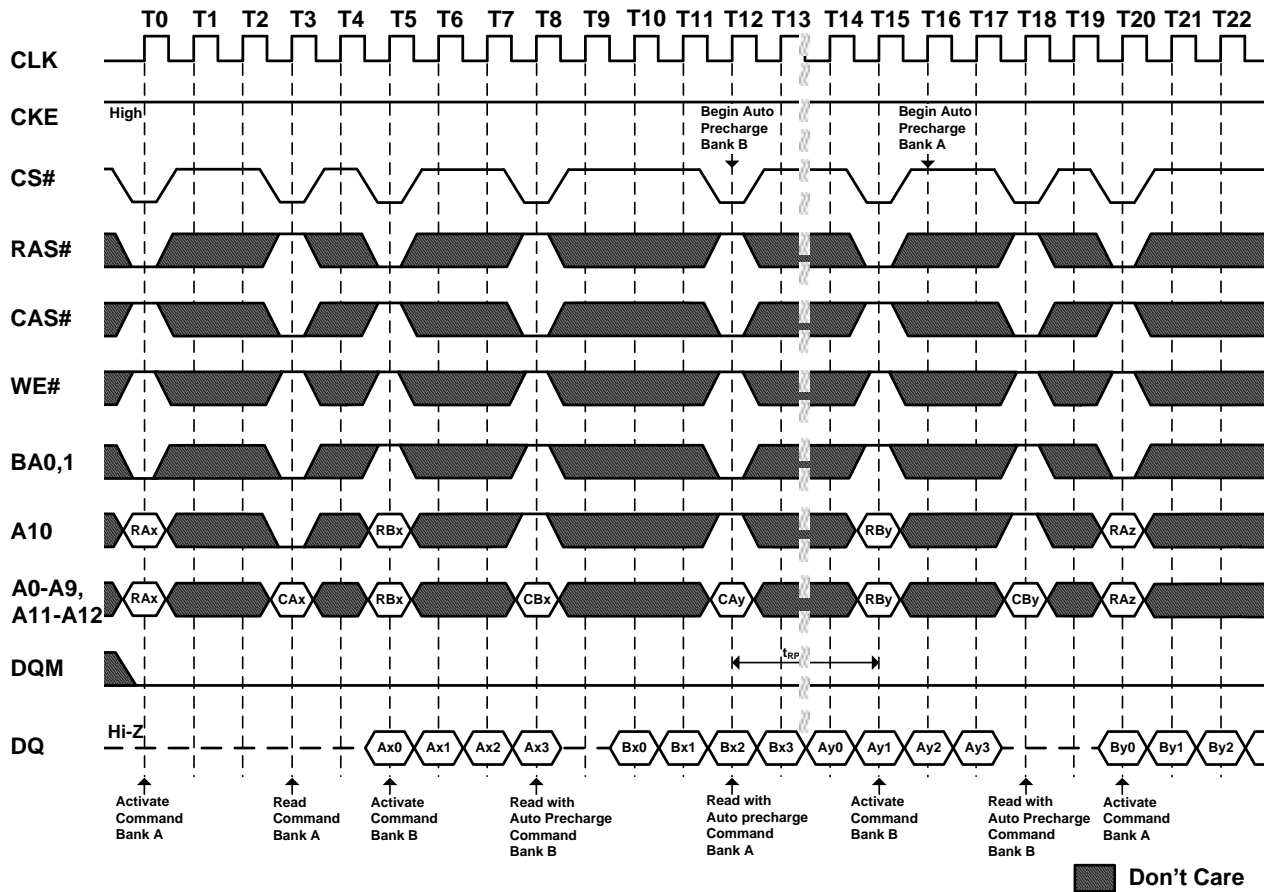 T0 T1 T2 T3 T4 T5 T6 T7 T8 T9 T10 T11 T12 T13 T14 T15 T16 T17 T18 T19 T20 T21 T22
CLK
CKE
High
Begin Auto
Precharge
Bank B
Begin Auto
Precharge
Bank A
CS#
RAS#
CAS#
WE#
BA0,1
A10
RAx RBx RBy RAz
A0-A9,
A11-A12
RAx CAx RBx CBx CAy RBy CBy RAz
DQM
tRP
DQ
Hi-Z
Ax0 Ax1 Ax2 Ax3 Bx0 Bx1 Bx2 Bx3 Ay0 Ay1 Ay2 Ay3 By0 By1 By2
Activate
Command
Bank A
Read
Command
Bank A
Activate
Command
Bank B
Read with
Auto Precharge
Command
Bank B
Read with
Auto precharge
Command
Bank A
Activate
Command
Bank B
Read with
Auto Precharge
Command
Bank B
Activate
Command
Bank A
Don't Care